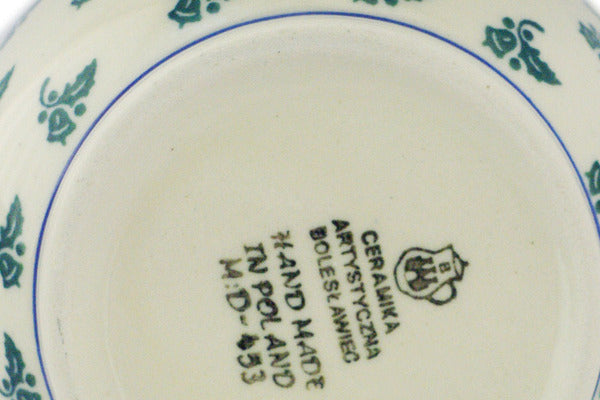 B
CERAMIKA
ARTYSTYCZNA
BOLESŁAWIEC
HAND MADE
IN POLAND
M:D-453